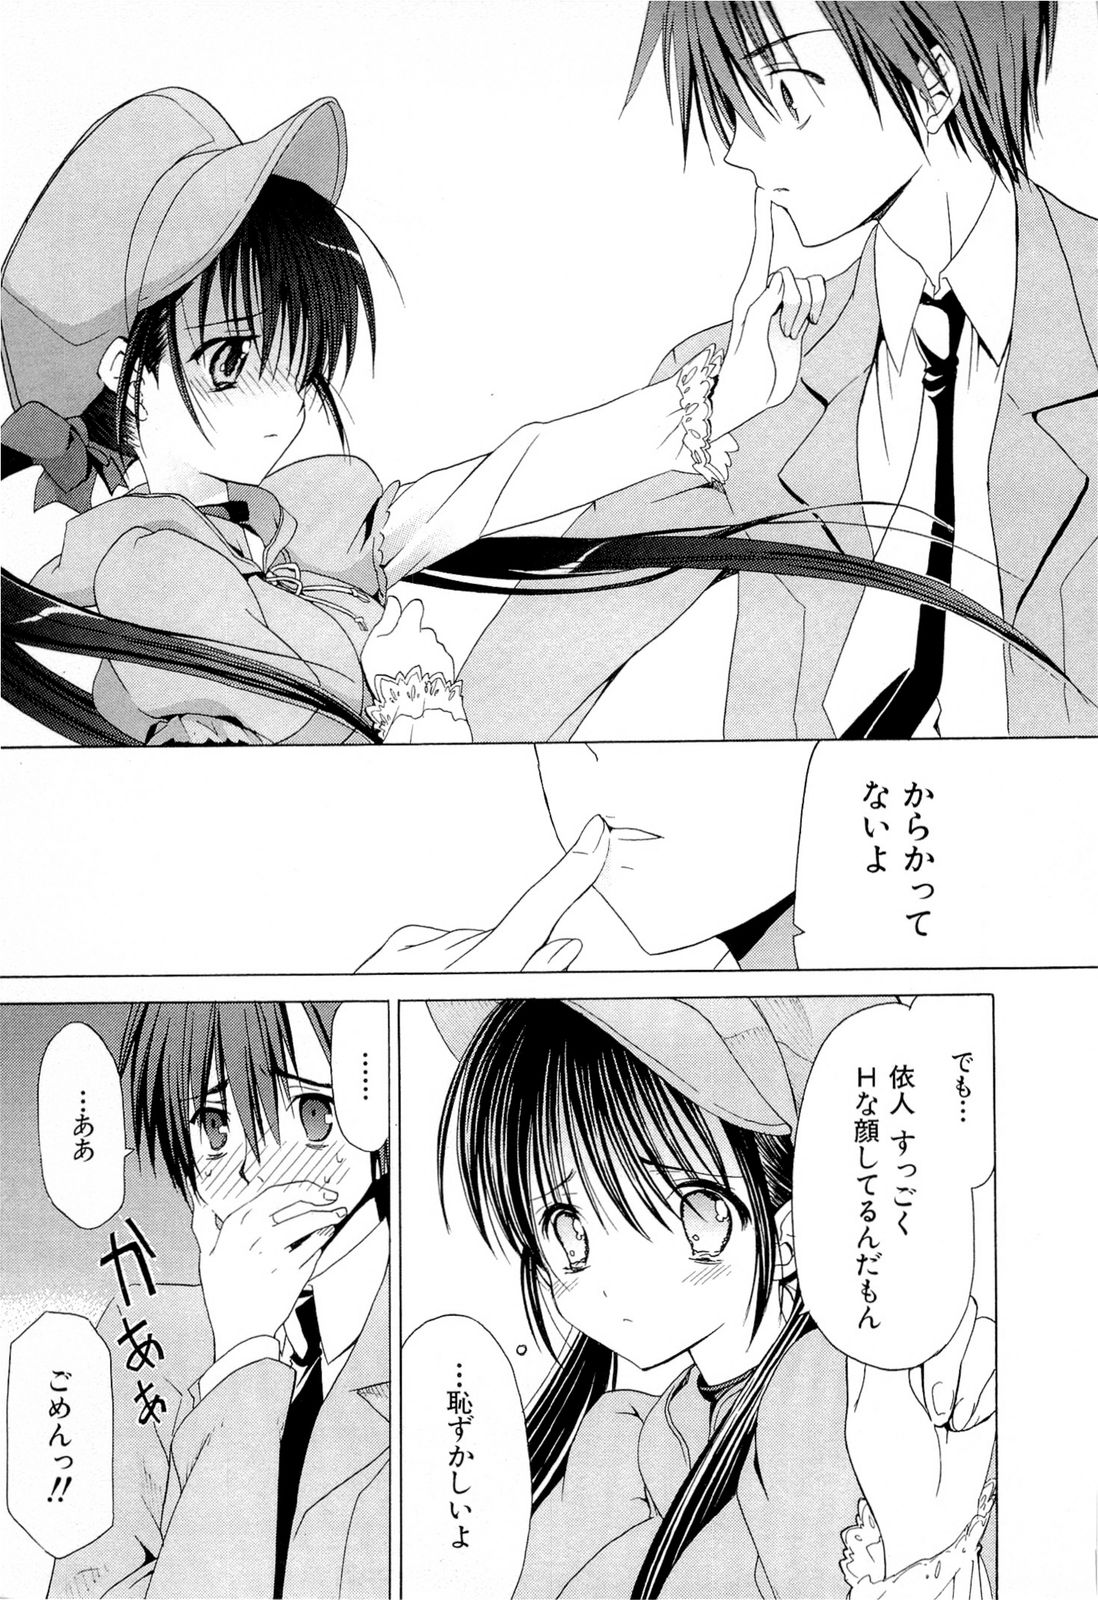 からかって
ないよ
でも…
依人 すっごく
Hな顔してるんだもん
…恥ずかしいよ
……
…ああ
かあぁぁ
ごめんっ!!